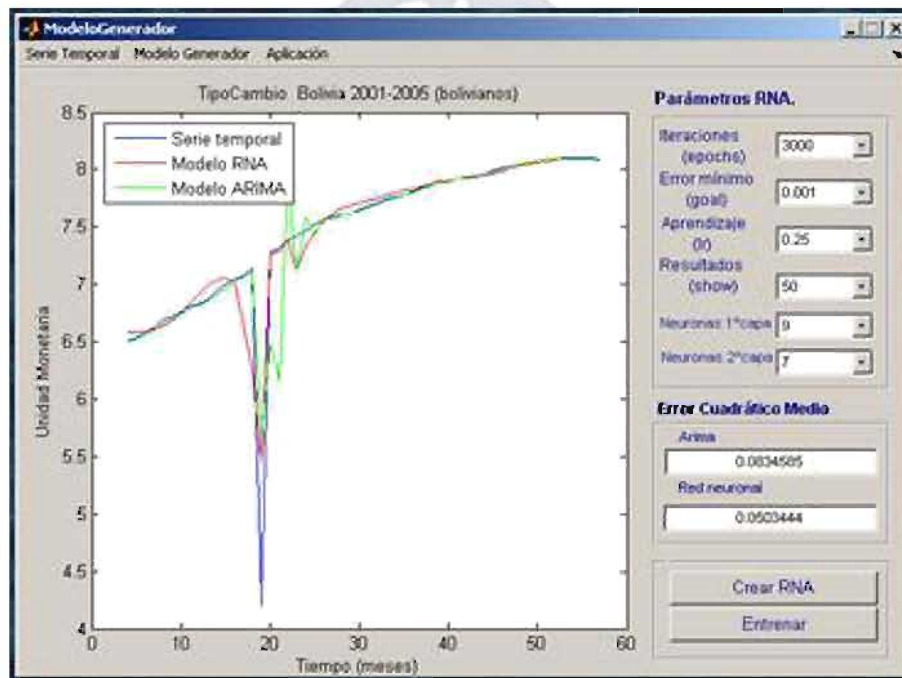 ModeloGenerador
Serie Temporal Modelo Generador Aplicación
TipoCambio Bolivia 2001-2005 (bolivianos)
8.5
8
7.5
7
6.5
6
5.5
5
4.5
4
Unidad Monetaria
Serie temporal
Modelo RNA
Modelo ARIMA
0 10 20 30 40 50 60
Tiempo (meses)
Parámetros RNA.
Iteraciones
(epochs)
3000
Error mínimo
(goal)
0.001
Aprendizaje
(lr)
0.25
Resultados
(show)
50
Neuronas 1ºcapa
9
Neuronas 2ºcapa
7
Error Cuadrático Medio
Arima
0.0834585
Red neuronal
0.0503444
Crear RNA
Entrenar